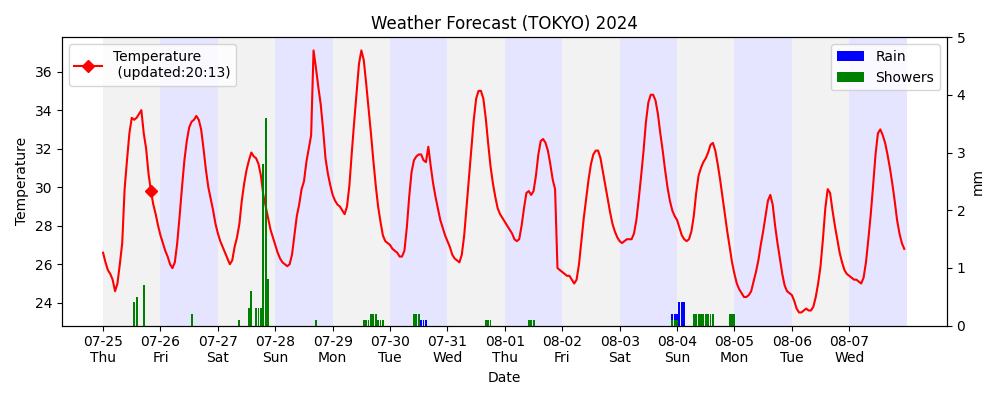 Weather Forecast (TOKYO) 2024
Temperature
(updated:20:13)
Rain
Showers
Temperature
36
34
32
30
28
26
24
5
4
3
2
1
0
mm
07-25 07-26 07-27 07-28 07-29 07-30 07-31 08-01 08-02 08-03 08-04 08-05 08-06 08-07
Thu Fri Sat Sun Mon Tue Wed Thu Fri Sat Sun Mon Tue Wed
Date